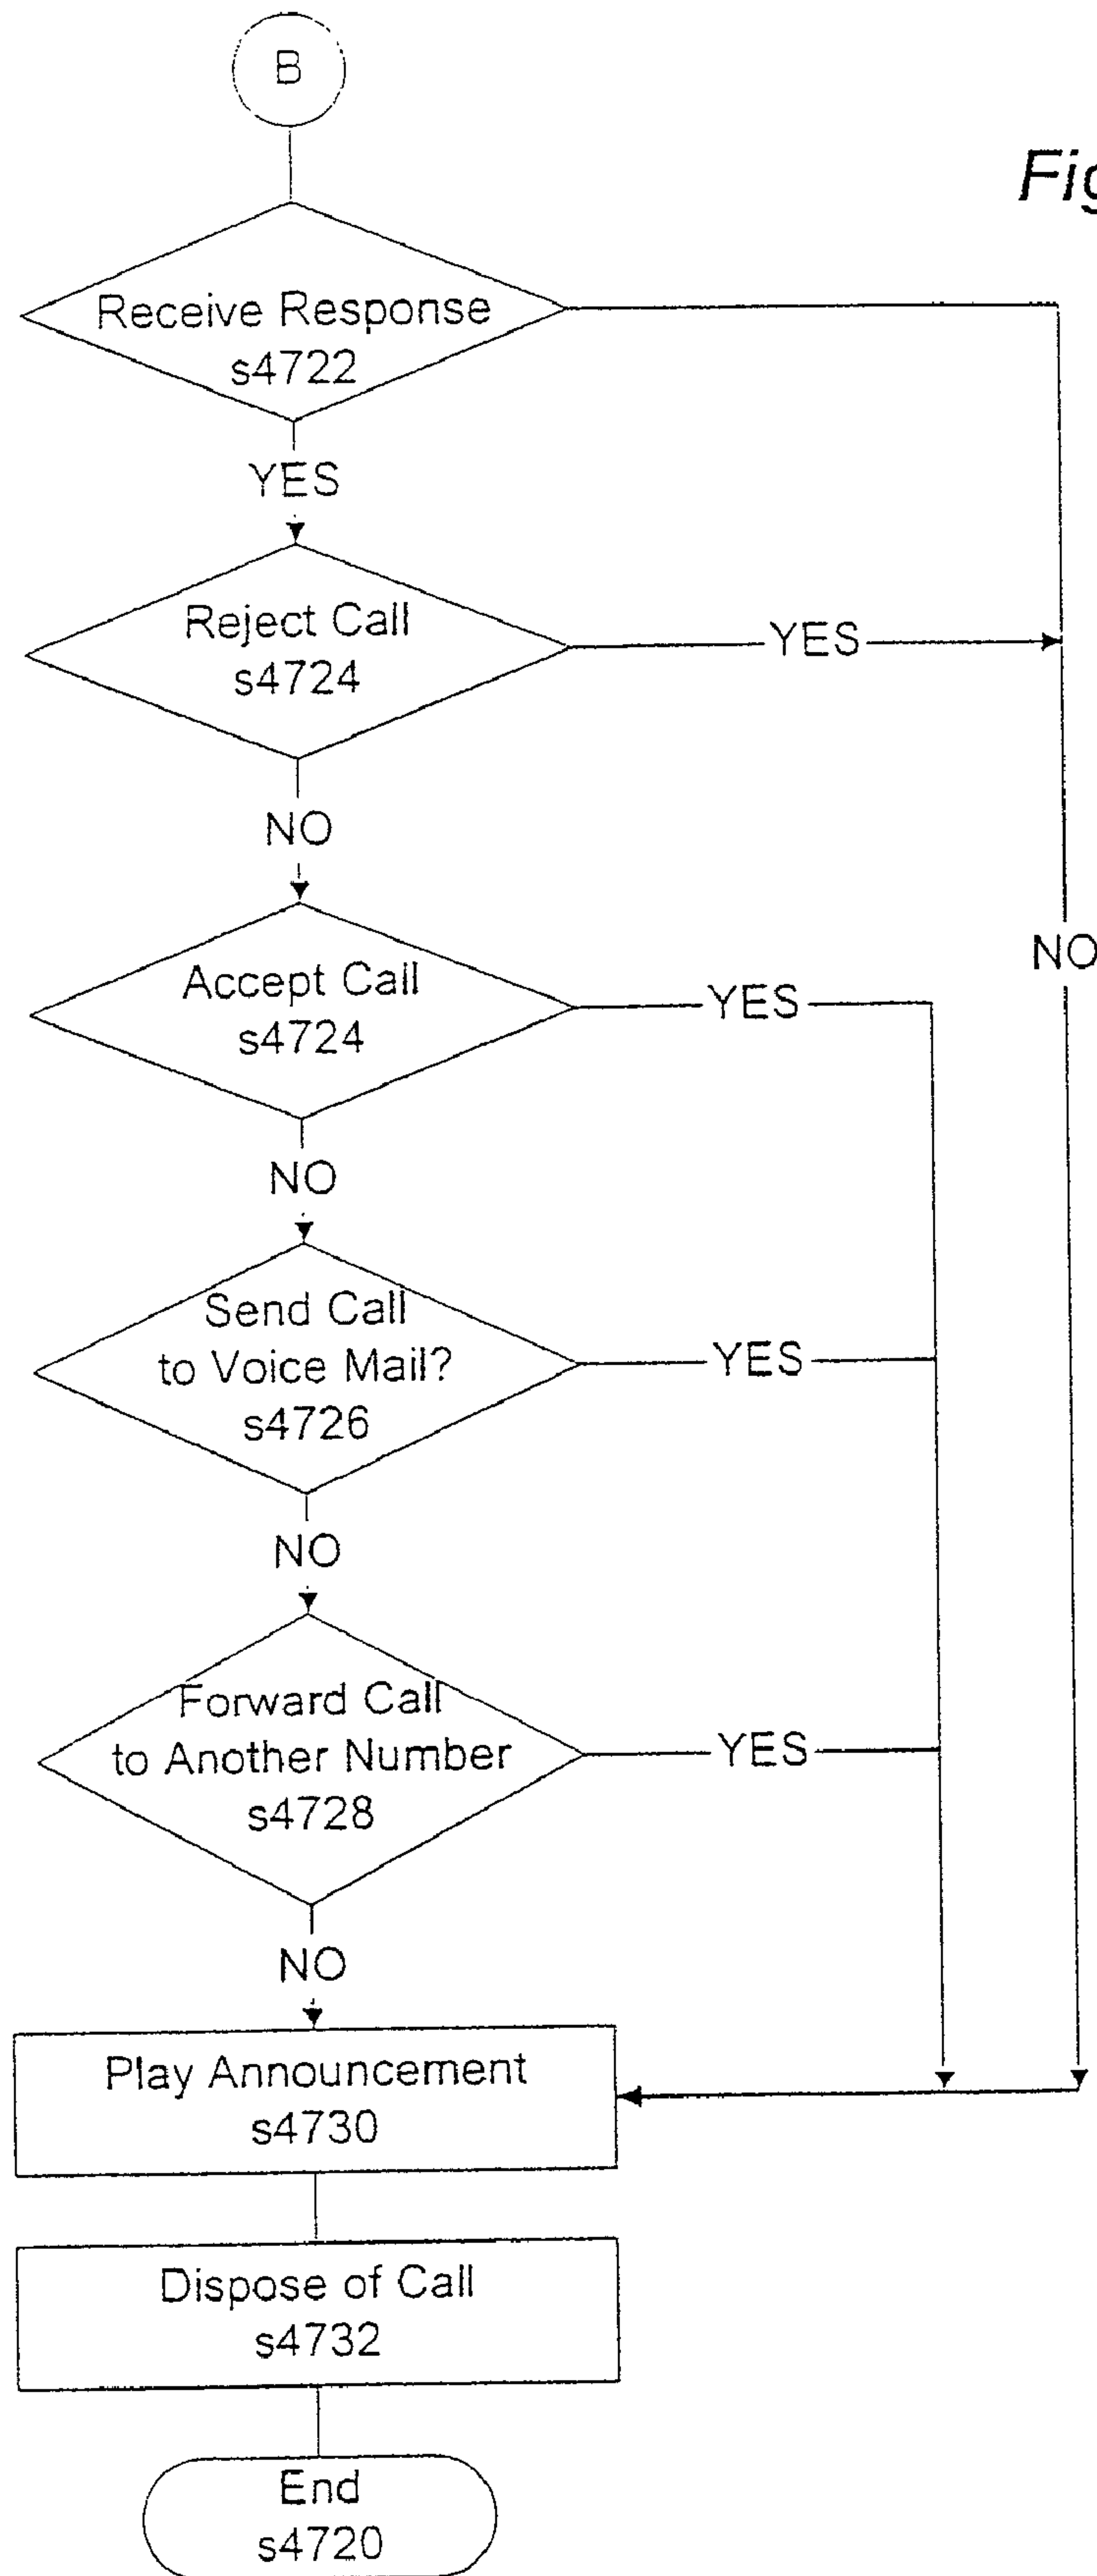 B
Fig
Receive Response
s4722
YES
Reject Call
s4724
YES
NO
NO
Accept Call
s4724
YES
NO
Send Call
to Voice Mail?
s4726
YES
NO
Forward Call
to Another Number
s4728
YES
NO
Play Announcement
s4730
Dispose of Call
s4732
End
s4720